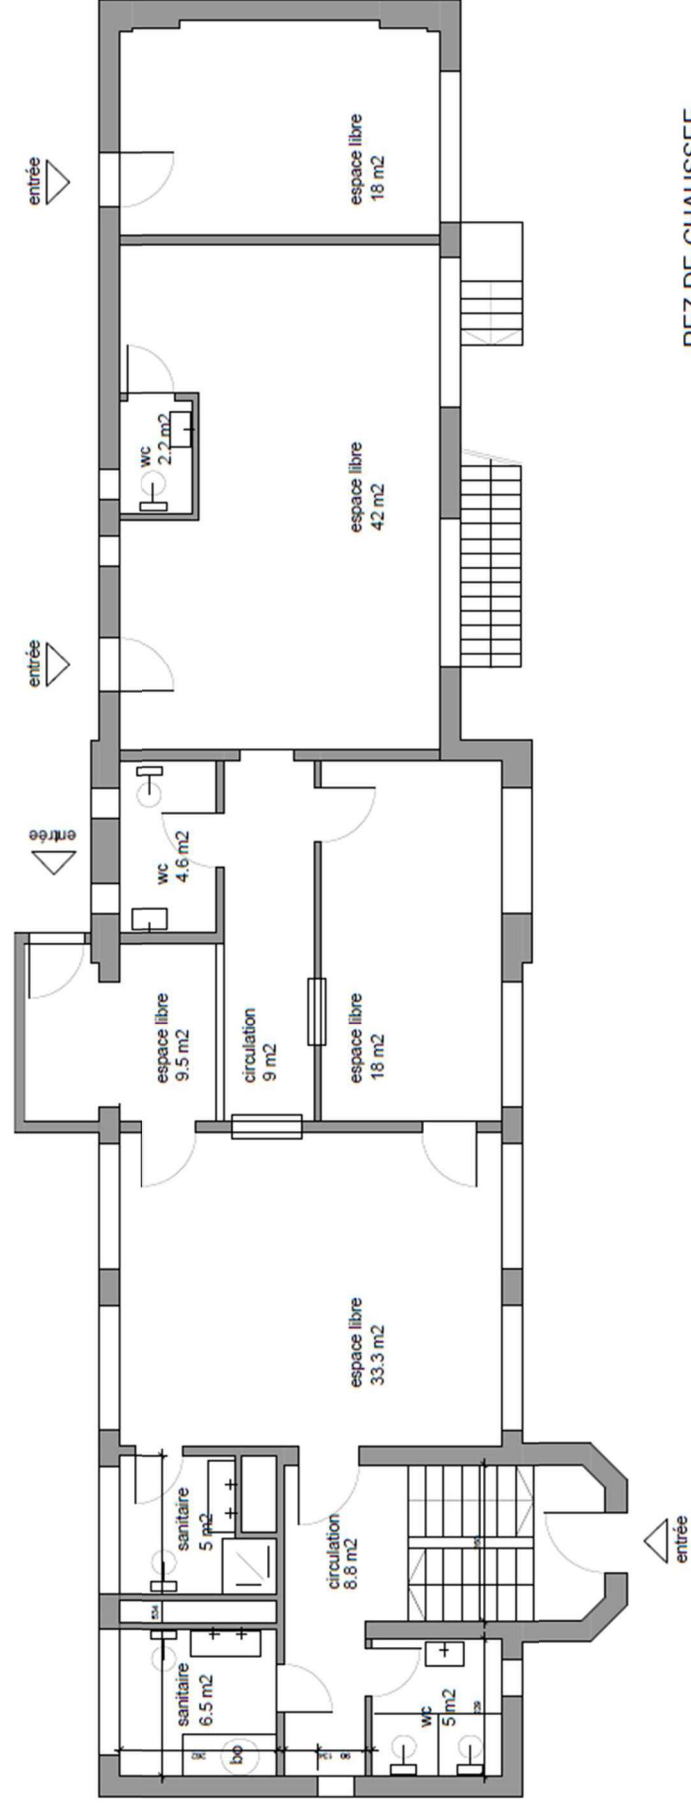 entrée
espace libre
18 m2
wc
2.2 m2
espace libre
42 m2
entrée
entrée
wc
4.6 m2
espace libre
9.5 m2
circulation
9 m2
espace libre
18 m2
espace libre
33.3 m2
sanitaire
5 m2
circulation
8.8 m2
sanitaire
6.5 m2
bo
wc
5 m2
entrée
REZ DE CHAUSSEE